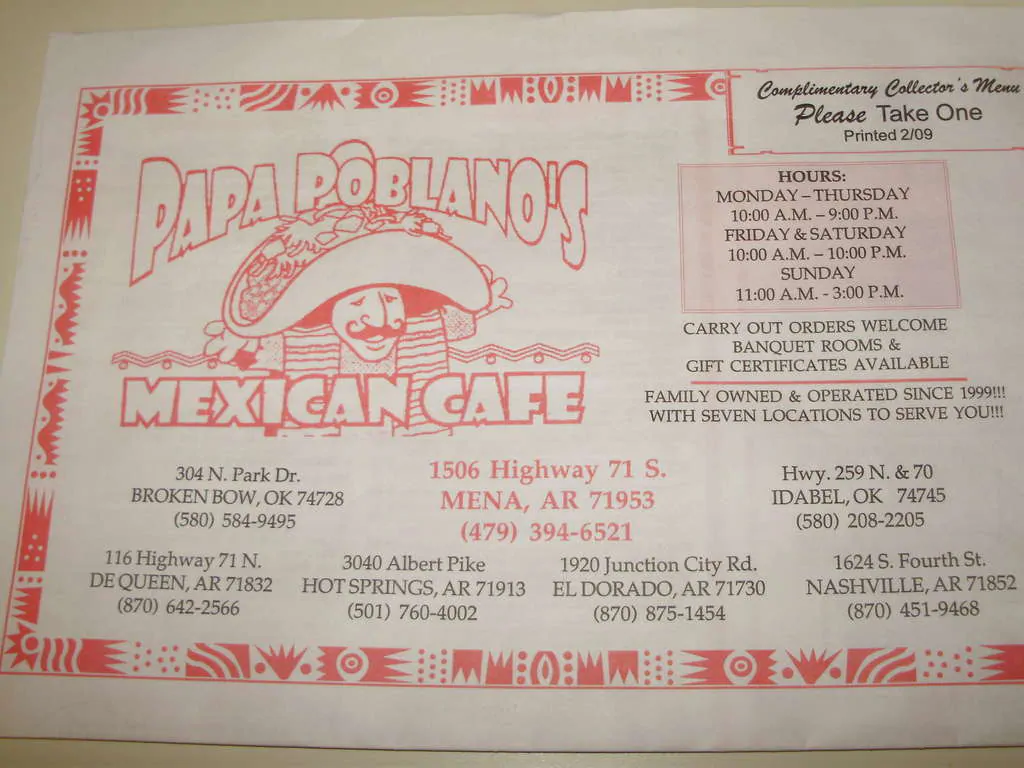 Complimentary Collector's Menu
Please Take One
Printed 2/09
PAPA POBLANO'S
MEXICAN CAFE
HOURS:
MONDAY – THURSDAY
10:00 A.M. – 9:00 P.M.
FRIDAY & SATURDAY
10:00 A.M. – 10:00 P.M.
SUNDAY
11:00 A.M. - 3:00 P.M.
CARRY OUT ORDERS WELCOME
BANQUET ROOMS &
GIFT CERTIFICATES AVAILABLE
FAMILY OWNED & OPERATED SINCE 1999!!!
WITH SEVEN LOCATIONS TO SERVE YOU!!!
304 N. Park Dr.
BROKEN BOW, OK 74728
(580) 584-9495
1506 Highway 71 S.
MENA, AR 71953
(479) 394-6521
Hwy. 259 N. & 70
IDABEL, OK 74745
(580) 208-2205
116 Highway 71 N.
DE QUEEN, AR 71832
(870) 642-2566
3040 Albert Pike
HOT SPRINGS, AR 71913
(501) 760-4002
1920 Junction City Rd.
EL DORADO, AR 71730
(870) 875-1454
1624 S. Fourth St.
NASHVILLE, AR 71852
(870) 451-9468